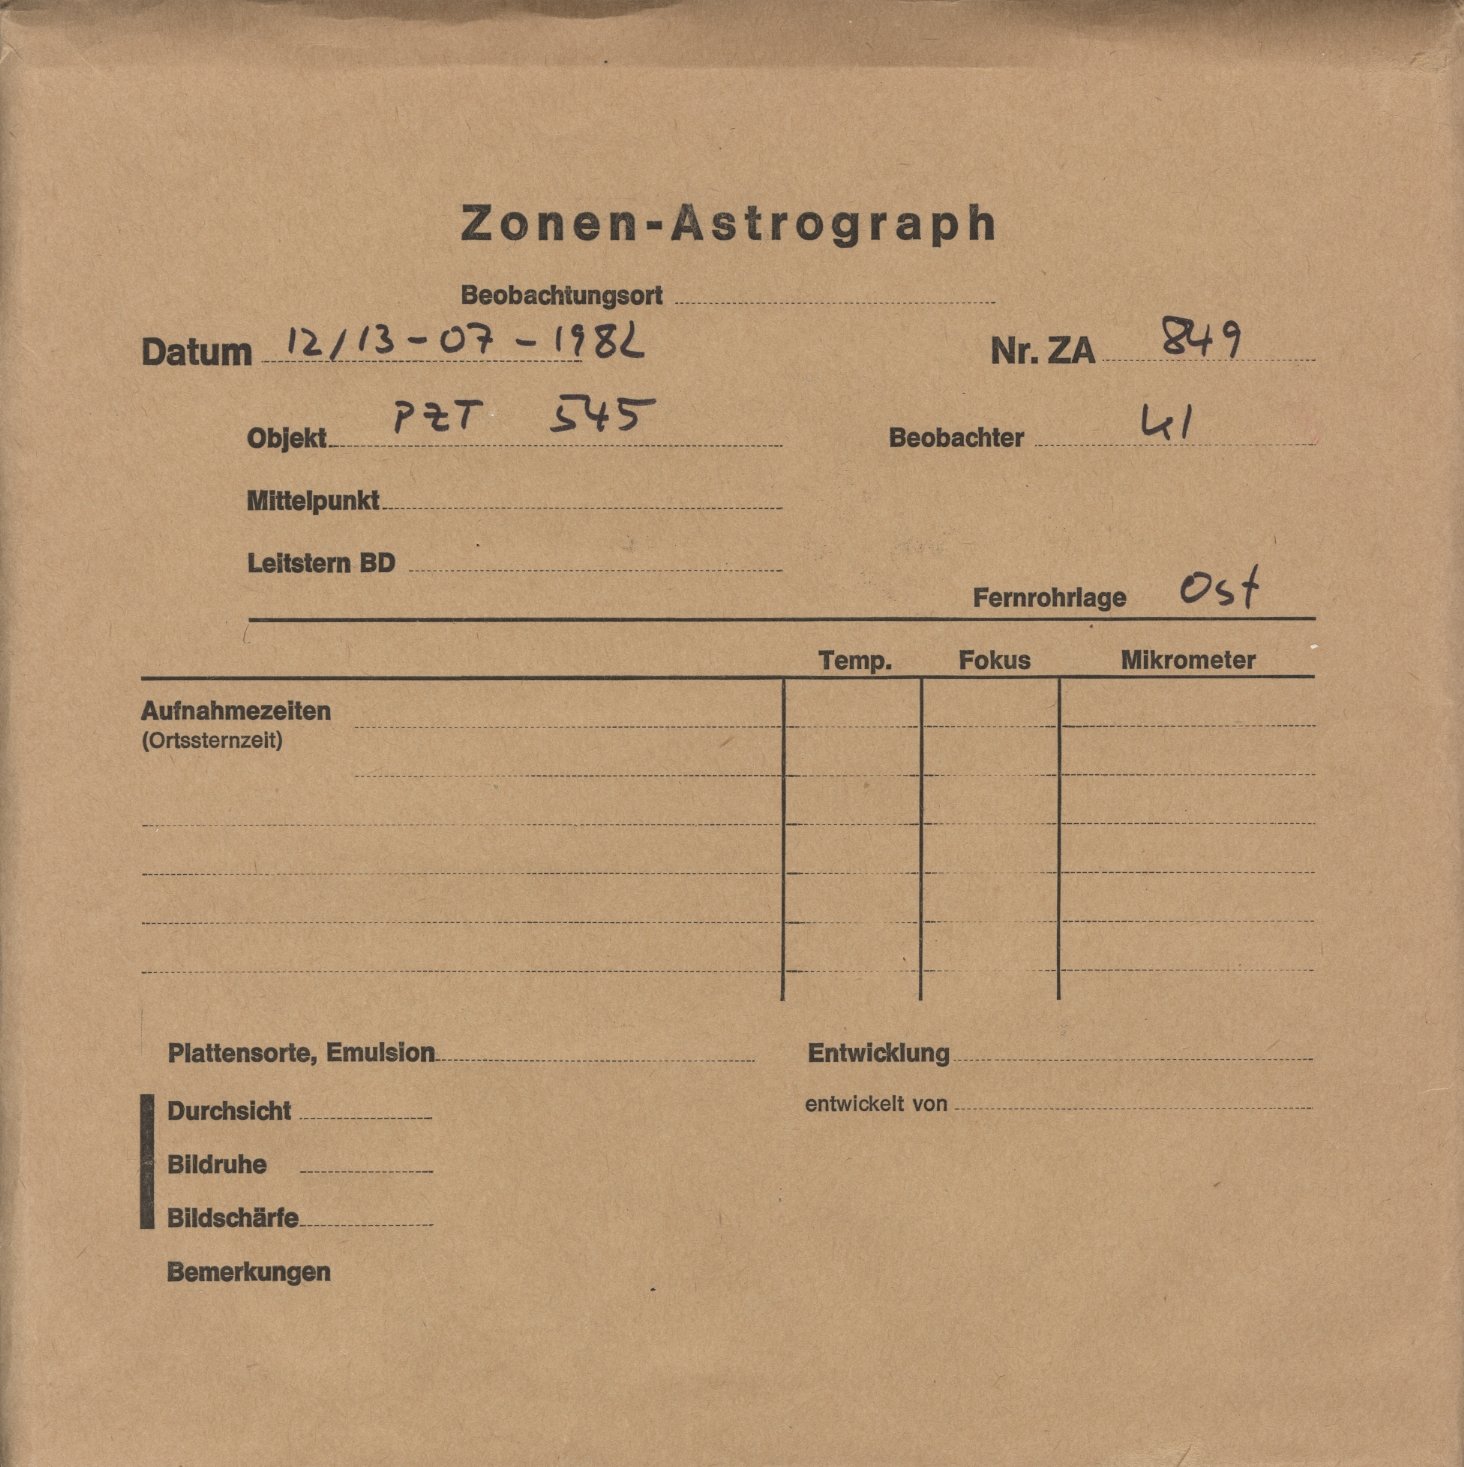 Zonen-Astrograph
Beobachtungsort
Datum 12/13-07-1982 Nr. ZA 849
Objekt PZT 545 Beobachter kl
Mittelpunkt
Leitstern BD
Fernrohrlage Ost
Temp. Fokus Mikrometer
Aufnahmezeiten
(Ortssternzeit)
Plattensorte, Emulsion Entwicklung
Durchsicht entwickelt von
Bildruhe
Bildschärfe
Bemerkungen